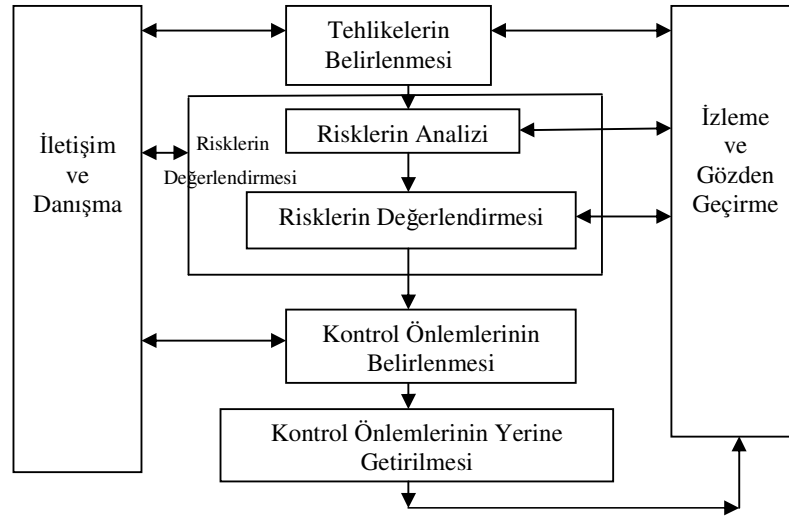 Tehlikelerin
Belirlenmesi
İletişim
ve
Danışma
Risklerin
Değerlendirmesi
Risklerin Analizi
Risklerin Değerlendirmesi
İzleme
ve
Gözden
Geçirme
Kontrol Önlemlerinin
Belirlenmesi
Kontrol Önlemlerinin Yerine
Getirilmesi